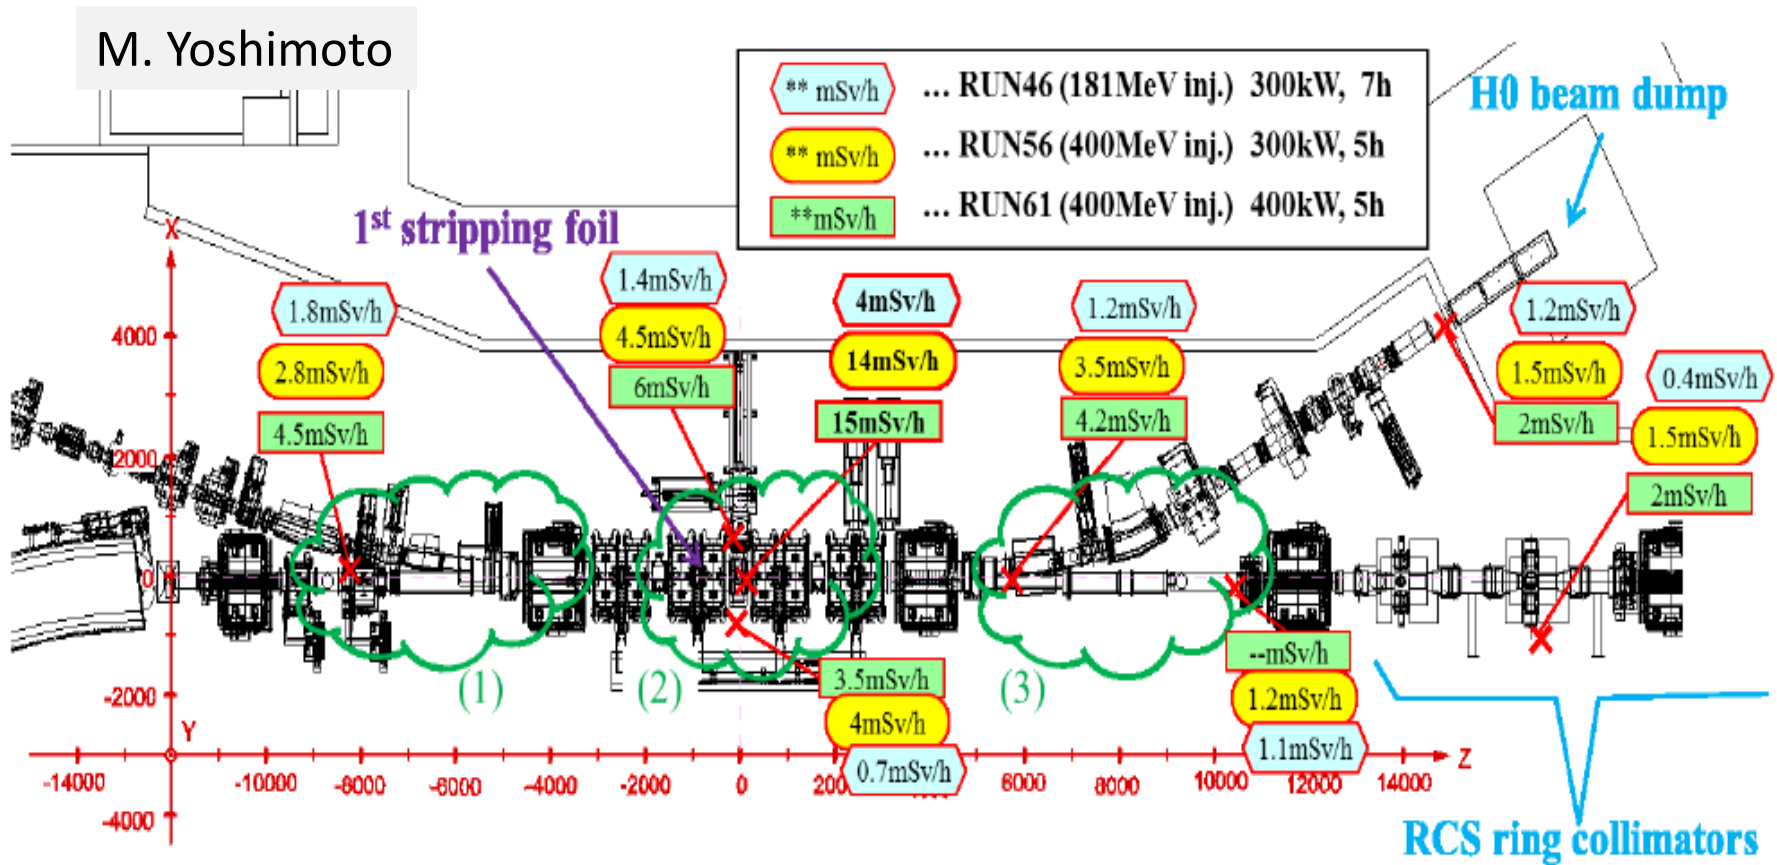 M. Yoshimoto
** mSv/h ... RUN46 (181MeV inj.) 300kW, 7h
** mSv/h ... RUN56 (400MeV inj.) 300kW, 5h
**mSv/h ... RUN61 (400MeV inj.) 400kW, 5h
H0 beam dump
1st stripping foil
X
1.8mSv/h
2.8mSv/h
4.5mSv/h
1.4mSv/h
4.5mSv/h
6mSv/h
4mSv/h
14mSv/h
15mSv/h
1.2mSv/h
3.5mSv/h
4.2mSv/h
1.2mSv/h
1.5mSv/h
2mSv/h
0.4mSv/h
1.5mSv/h
2mSv/h
4000
2000
0
-2000
-4000
(1)
(2)
(3)
3.5mSv/h
4mSv/h
0.7mSv/h
--mSv/h
1.2mSv/h
1.1mSv/h
Y
Z
-14000 -10000 -8000 -6000 -4000 -2000 0 6000 8000 10000 12000 14000
RCS ring collimators